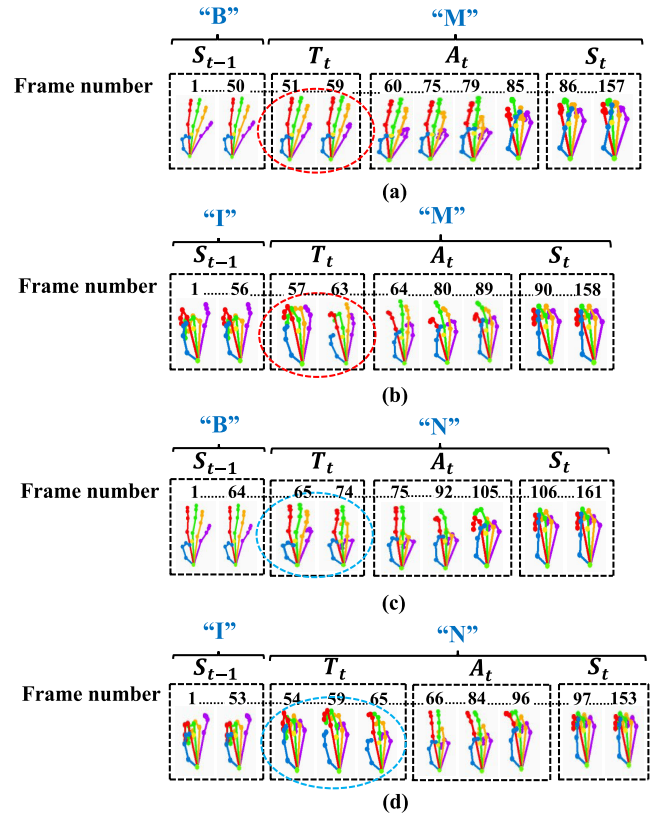 “B” “M”
S_{t-1} T_t A_t S_t
Frame number 1 ...... 50 ...... 51 ...... 59 ...... 60 ...... 75 ...... 79 ...... 85 ...... 86 ...... 157
(a)
“I” “M”
S_{t-1} T_t A_t S_t
Frame number 1 ...... 56 ...... 57 ...... 63 ...... 64 ...... 80 ...... 89 ...... 90 ...... 158
(b)
“B” “N”
S_{t-1} T_t A_t S_t
Frame number 1 ...... 64 ...... 65 ...... 74 ...... 75 ...... 92 ...... 105 ...... 106 ...... 161
(c)
“I” “N”
S_{t-1} T_t A_t S_t
Frame number 1 ...... 53 ...... 54 ...... 59 ...... 65 ...... 66 ...... 84 ...... 96 ...... 97 ...... 153
(d)